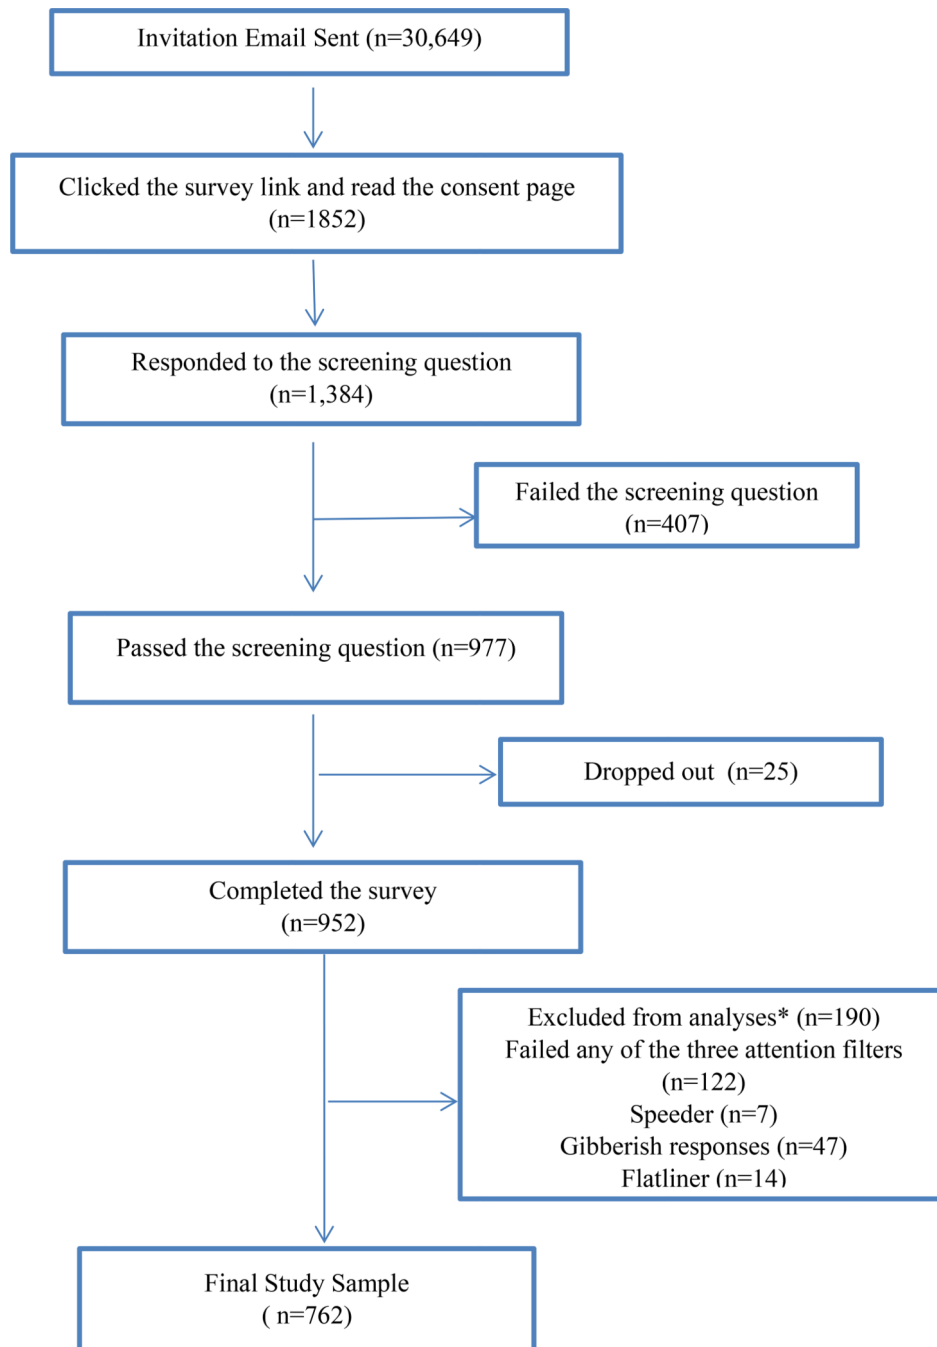 Invitation Email Sent (n=30,649)
Clicked the survey link and read the consent page
(n=1852)
Responded to the screening question
(n=1,384)
Failed the screening question
(n=407)
Passed the screening question (n=977)
Dropped out  (n=25)
Completed the survey
(n=952)
Excluded from analyses* (n=190)
Failed any of the three attention filters
(n=122)
Speeder (n=7)
Gibberish responses (n=47)
Flatliner (n=14)
Final Study Sample
( n=762)